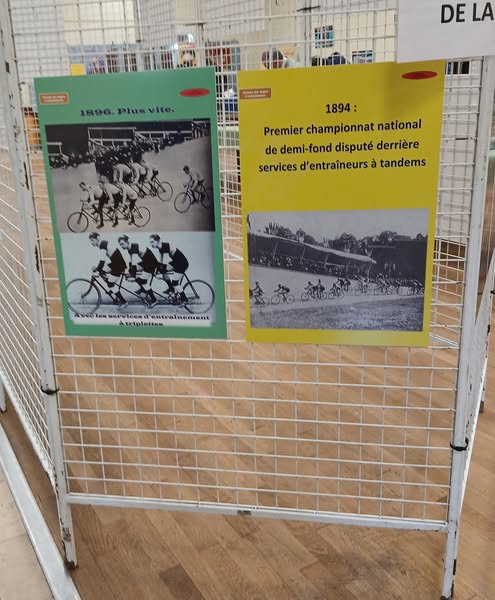 DE LA
1896. Plus vite.
Avec les services d'entraînement
à triplettes
1894 :
Premier championnat national
de demi-fond disputé derrière
services d'entraîneurs à tandems